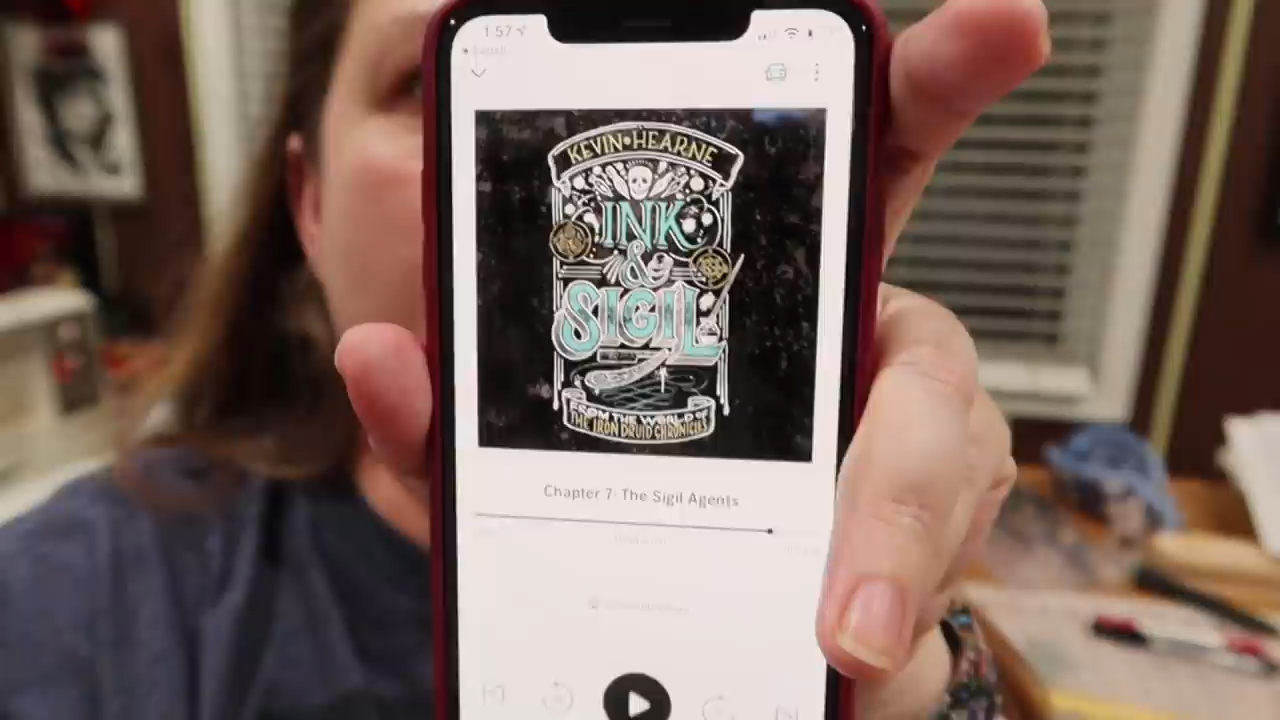 1:57
KEVIN•HEARNE
INK
&
SIGIL
FROM THE WORLD OF
THE IRON DRUID CHRONICLES
Chapter 7: The Sigil Agents